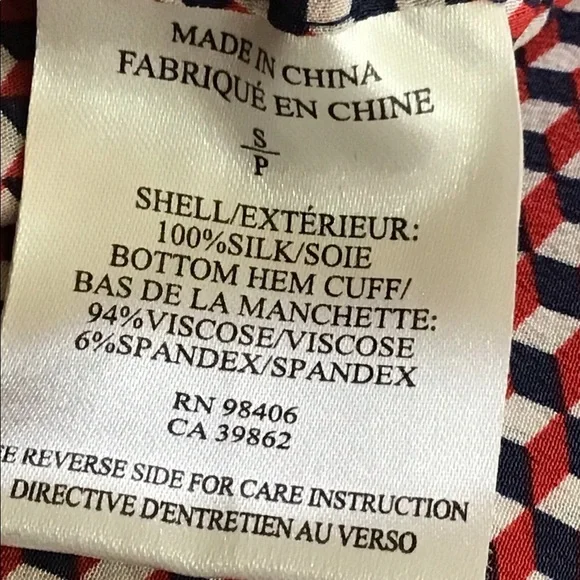 MADE IN CHINA
FABRIQUÉ EN CHINE
S
P
SHELL/EXTÉRIEUR:
100%SILK/SOIE
BOTTOM HEM CUFF/
BAS DE LA MANCHETTE:
94%VISCOSE/VISCOSE
6%SPANDEX/SPANDEX
RN 98406
CA 39862
E REVERSE SIDE FOR CARE INSTRUCTION
DIRECTIVE D'ENTRETIEN AU VERSO